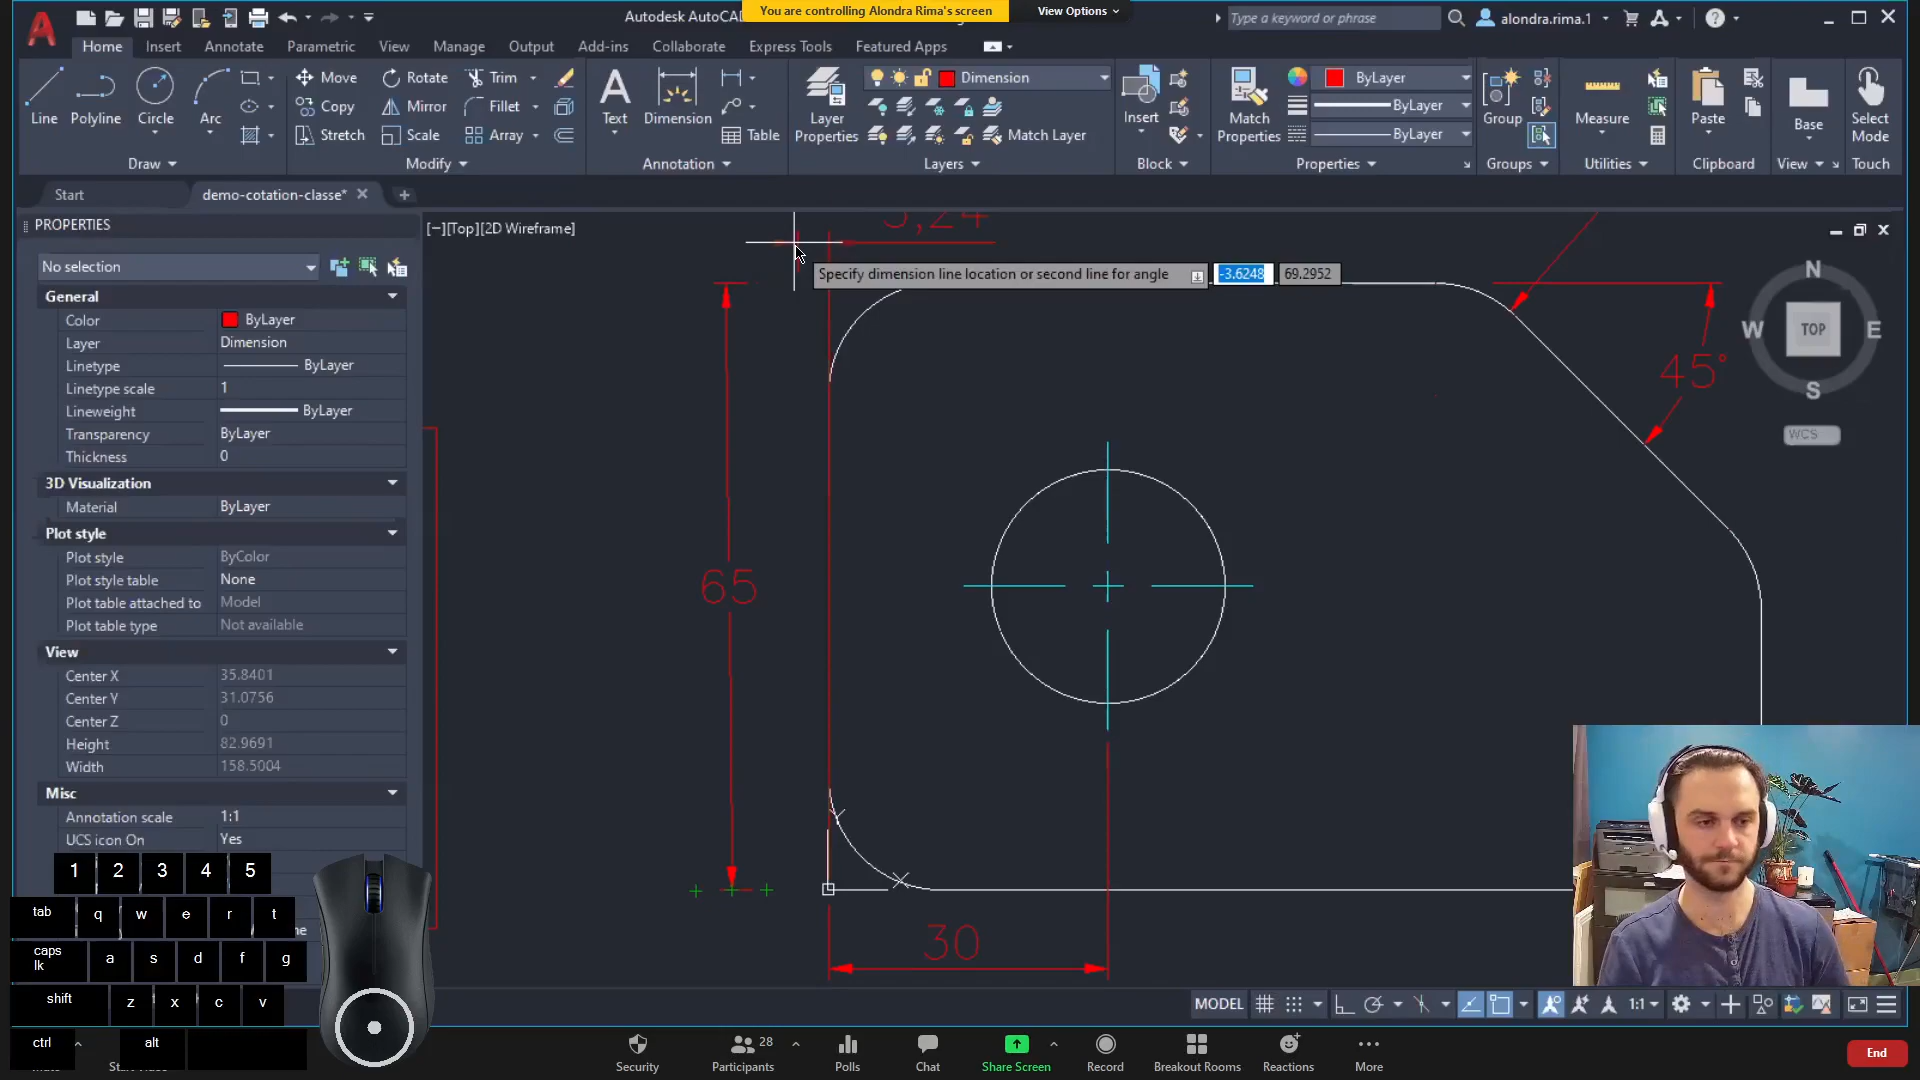 Autodesk AutoCAD
You are controlling Alondra Rima's screen
View Options
Type a keyword or phrase
alondra.rima.1
Home
Insert
Annotate
Parametric
View
Manage
Output
Add-ins
Collaborate
Express Tools
Featured Apps
Line
Polyline
Circle
Arc
Move
Rotate
Trim
Copy
Mirror
Fillet
Stretch
Scale
Array
Text
Dimension
Table
Layer
Properties
Dimension
Match Layer
Insert
Match
Properties
ByLayer
ByLayer
ByLayer
Group
Measure
Paste
Base
Select
Mode
Draw
Modify
Annotation
Layers
Block
Properties
Groups
Utilities
Clipboard
View
Touch
Start
demo-cotation-classe*
PROPERTIES
No selection
General
Color ByLayer
Layer Dimension
Linetype ByLayer
Linetype scale 1
Lineweight ByLayer
Transparency ByLayer
Thickness 0
3D Visualization
Material ByLayer
Plot style
Plot style ByColor
Plot style table None
Plot table attached to Model
Plot table type Not available
View
Center X 35.8401
Center Y 31.0756
Center Z 0
Height 82.9691
Width 158.5004
Misc
Annotation scale 1:1
UCS icon On Yes
[−][Top][2D Wireframe]
3,24
Specify dimension line location or second line for angle -3.6248 69.2952
45°
65
30
N
W TOP E
S
WCS
1 2 3 4 5
tab q w e r t
caps
lk
a s d f g
shift z x c v
ctrl alt
MODEL
1:1
Security
Participants
28
Polls
Chat
Share Screen
Record
Breakout Rooms
Reactions
More
End